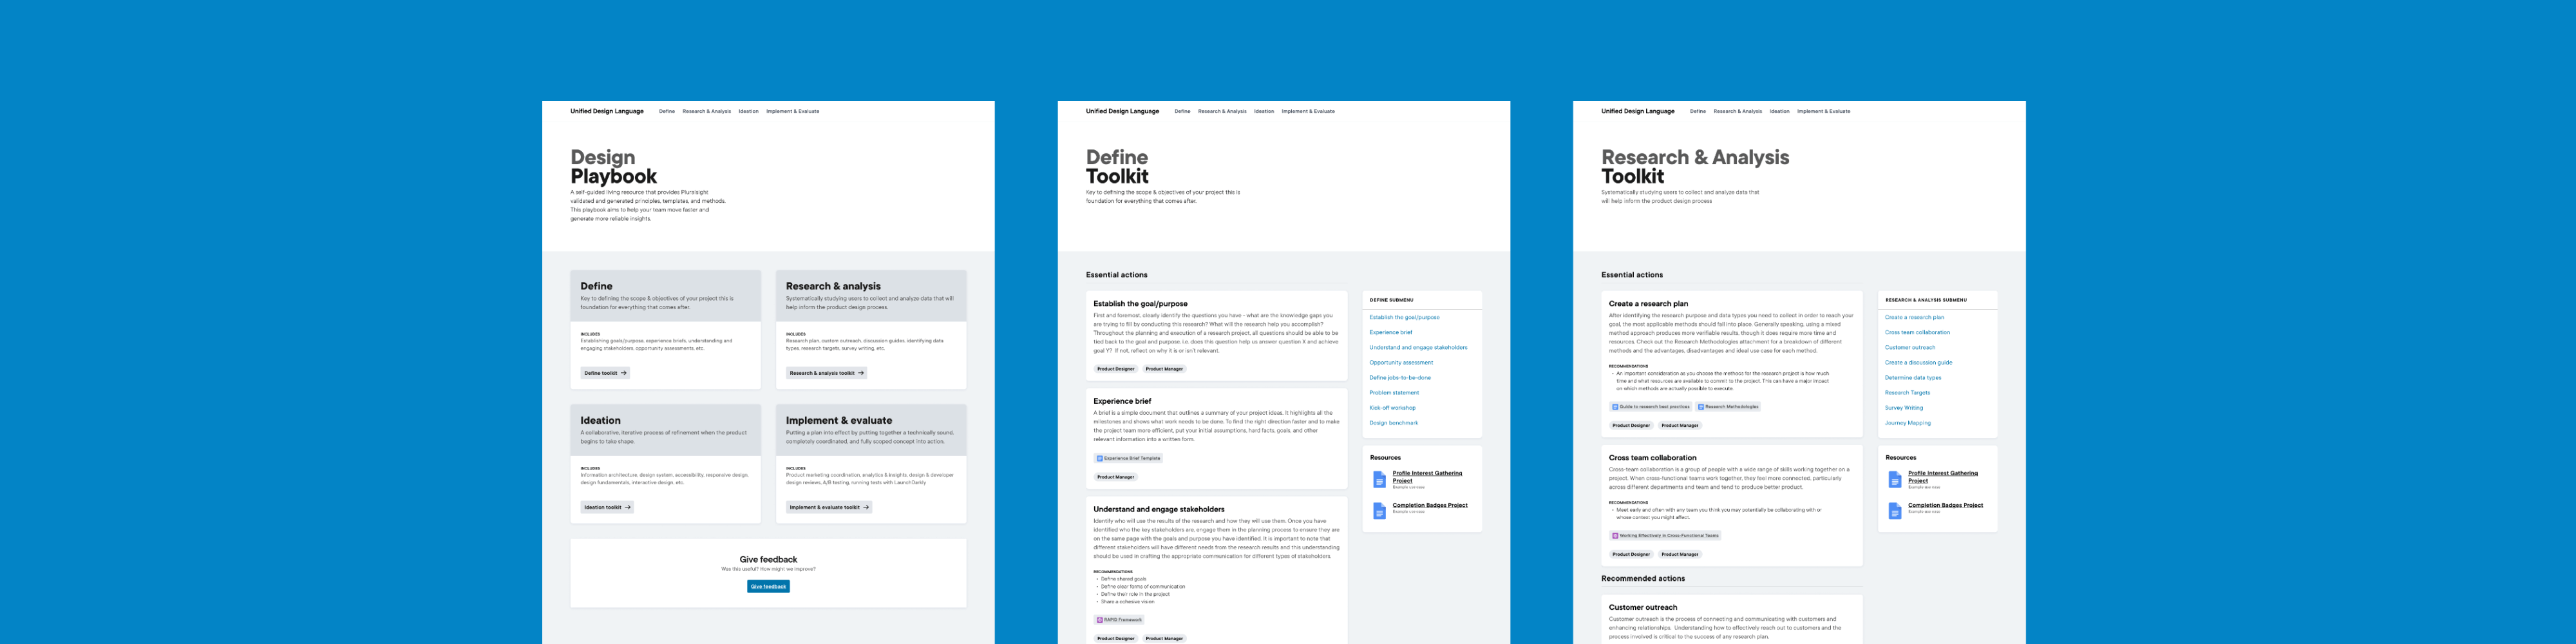 Unified Design Language Define Research & Analysis Ideation Implement & Evaluate
Design
Playbook
A self-guided living resource that provides Pluralsight
validated and generated principles, templates, and methods.
This playbook aims to help your team move faster and
generate more reliable insights.
Define
Key to defining the scope & objectives of your project this is
foundation for everything that comes after.
INCLUDES
Establishing goals/purpose, experience briefs, understanding and
engaging stakeholders, opportunity assessments, etc.
Define toolkit →
Research & analysis
Systematically studying users to collect and analyze data that will
help inform the product design process.
INCLUDES
Research plan, custom outreach, discussion guides, identifying data
types, research targets, survey writing, etc.
Research & analysis toolkit →
Ideation
A collaborative, iterative process of refinement when the product
begins to take shape.
INCLUDES
Information architecture, design system, accessibility, responsive design,
design fundamentals, interactive design, etc.
Ideation toolkit →
Implement & evaluate
Putting a plan into effect by putting together a technically sound,
completely coordinated, and fully scoped concept into action.
INCLUDES
Product marketing coordination, analytics & insights, design & developer
design reviews, A/B testing, running tests with LaunchDarkly
Implement & evaluate toolkit →
Give feedback
Was this useful? How might we improve?
Give feedback
Unified Design Language Define Research & Analysis Ideation Implement & Evaluate
Define
Toolkit
Key to defining the scope & objectives of your project this is
foundation for everything that comes after.
Essential actions
Establish the goal/purpose
First and foremost, clearly identify the questions you have - what are the knowledge gaps you
are trying to fill by conducting this research? What will the research help you accomplish?
Throughout the planning and execution of a research project, all questions should be able to be
tied back to the goal and purpose, i.e. does this question help us answer question X and achieve
goal Y? If not, reflect on why it is or isn't relevant.
Product Designer Product Manager
Experience brief
A brief is a simple document that outlines a summary of your project ideas. It highlights all the
milestones and shows what work needs to be done. To find the right direction faster and to make
the project team more efficient, put your initial assumptions, hard facts, goals, and other
relevant information into a written form.
Experience Brief Template
Product Manager
Understand and engage stakeholders
Identify who will use the results of the research and how they will use them. Once you have
identified who the key stakeholders are, engage them in the planning process to ensure they are
on the same page with the goals and purpose you have identified. It is important to note that
different stakeholders will have different needs from the research results and this understanding
should be used in crafting the appropriate communication for different types of stakeholders.
RECOMMENDATIONS
• Define shared goals
• Define clear forms of communication
• Define their role in the project
• Share a cohesive vision
RAPID Framework
Product Designer Product Manager
DEFINE SUBMENU
Establish the goal/purpose
Experience brief
Understand and engage stakeholders
Opportunity assessment
Define jobs-to-be-done
Problem statement
Kick-off workshop
Design benchmark
Resources
Profile Interest Gathering
Project
Example use case
Completion Badges Project
Example use case
Unified Design Language Define Research & Analysis Ideation Implement & Evaluate
Research & Analysis
Toolkit
Systematically studying users to collect and analyze data that
will help inform the product design process
Essential actions
Create a research plan
After identifying the research purpose and data types you need to collect in order to reach your
goal, the most applicable methods should fall into place. Generally speaking, using a mixed
method approach produces more verifiable results, though it does require more time and
resources. Check out the Research Methodologies attachment for a breakdown of different
methods and the advantages, disadvantages and ideal use case for each method.
RECOMMENDATIONS
• An important consideration as you choose the methods for the research project is how much
time and what resources are available to commit to the project. This can have a major impact
on which methods are actually possible to execute.
Guide to research best practices Research Methodologies
Product Designer Product Manager
Cross team collaboration
Cross-team collaboration is a group of people with a wide range of skills working together on a
project. When cross-functional teams work together, they feel more connected, particularly
across different departments and team and tend to produce better product.
RECOMMENDATIONS
• Meet early and often with any team you think you may potentially be collaborating with or
whose context you might affect.
Working Effectively in Cross-Functional Teams
Product Designer Product Manager
Recommended actions
Customer outreach
Customer outreach is the process of connecting and communicating with customers and
enhancing relationships. Understanding how to effectively reach out to customers and the
process involved is critical to the success of any research plan.
RESEARCH & ANALYSIS SUBMENU
Create a research plan
Cross team collaboration
Customer outreach
Create a discussion guide
Determine data types
Research Targets
Survey Writing
Journey Mapping
Resources
Profile Interest Gathering
Project
Example use case
Completion Badges Project
Example use case